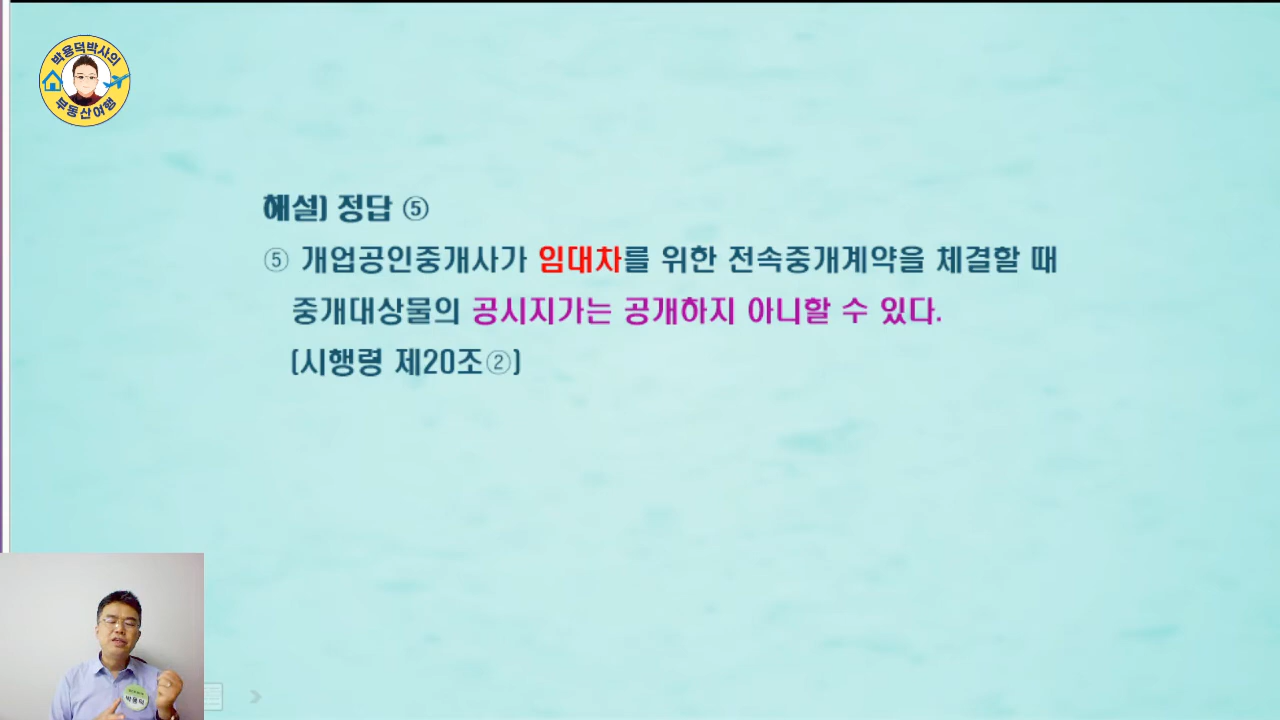 박용덕박사의
부동산여행
해설) 정답 ⑤
⑤ 개업공인중개사가 임대차를 위한 전속중개계약을 체결할 때
중개대상물의 공시지가는 공개하지 아니할 수 있다.
(시행령 제20조②)
박용덕